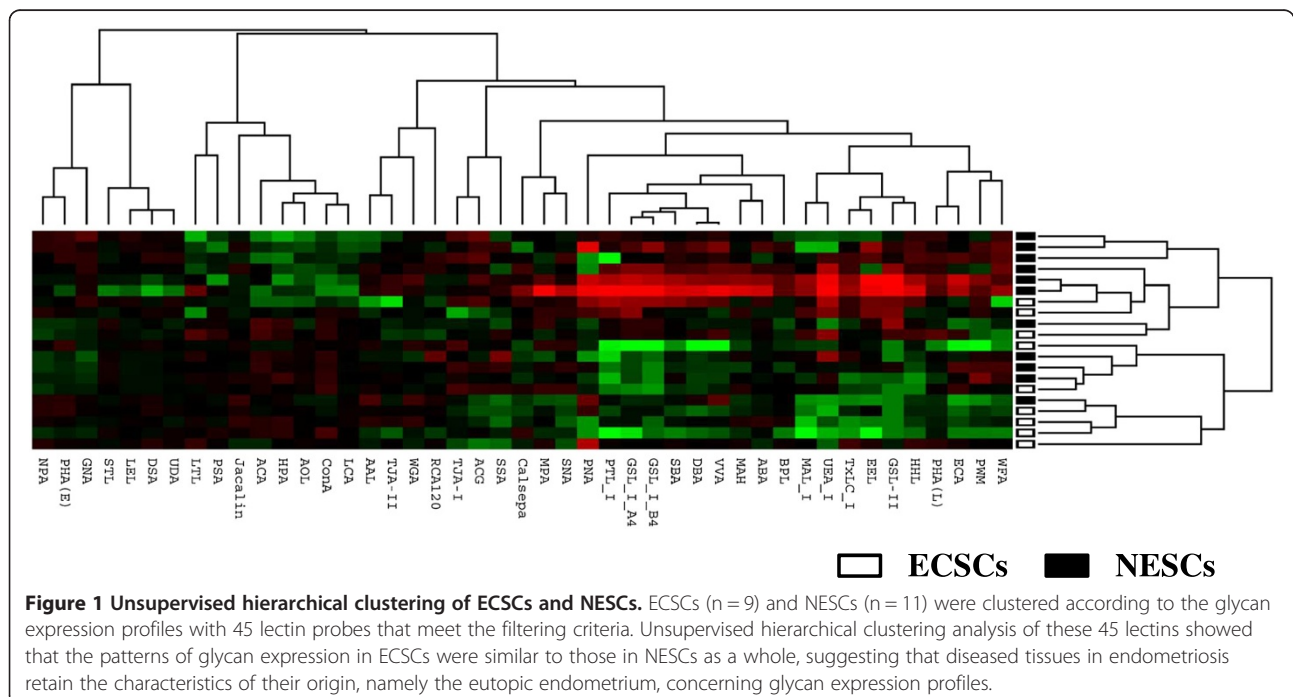 NPA
PHA(E)
GNA
STL
LEL
DSA
UDA
LTL
PSA
Jacalin
ACA
HPA
AOL
ConA
LCA
AAL
TJA-II
WGA
RCA120
TJA-I
ACG
SSA
Calsepa
MPA
SNA
PNA
PTL_I
GSL_I_A4
GSL_I_B4
SBA
DBA
VVA
MAH
ABA
BPL
MAL_I
UEA_I
TxLC_I
EEL
GSL-II
HHL
PHA(L)
ECA
PWM
WFA
ECSCs NESCs
Figure 1 Unsupervised hierarchical clustering of ECSCs and NESCs. ECSCs (n = 9) and NESCs (n = 11) were clustered according to the glycan
expression profiles with 45 lectin probes that meet the filtering criteria. Unsupervised hierarchical clustering analysis of these 45 lectins showed
that the patterns of glycan expression in ECSCs were similar to those in NESCs as a whole, suggesting that diseased tissues in endometriosis
retain the characteristics of their origin, namely the eutopic endometrium, concerning glycan expression profiles.